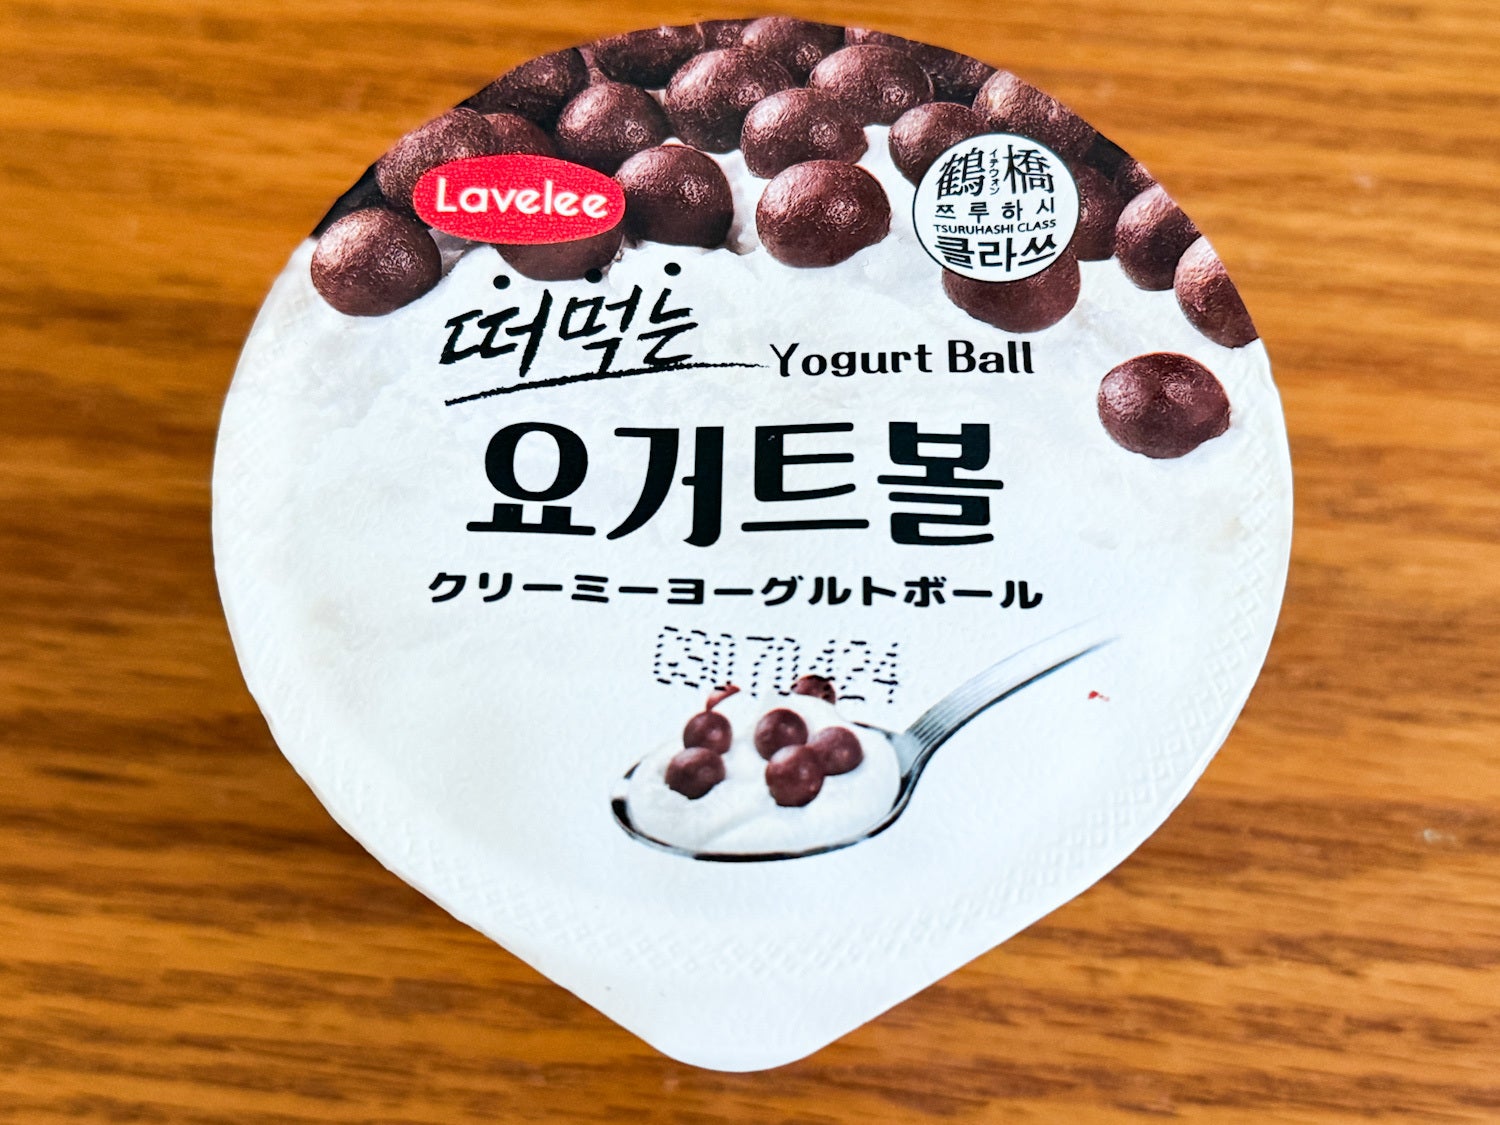 Lavelee
鶴橋
イチウォン
쯔루하시
TSURUHASHI CLASS
클라쓰
떠먹는
Yogurt Ball
요거트볼
クリーミーヨーグルトボール